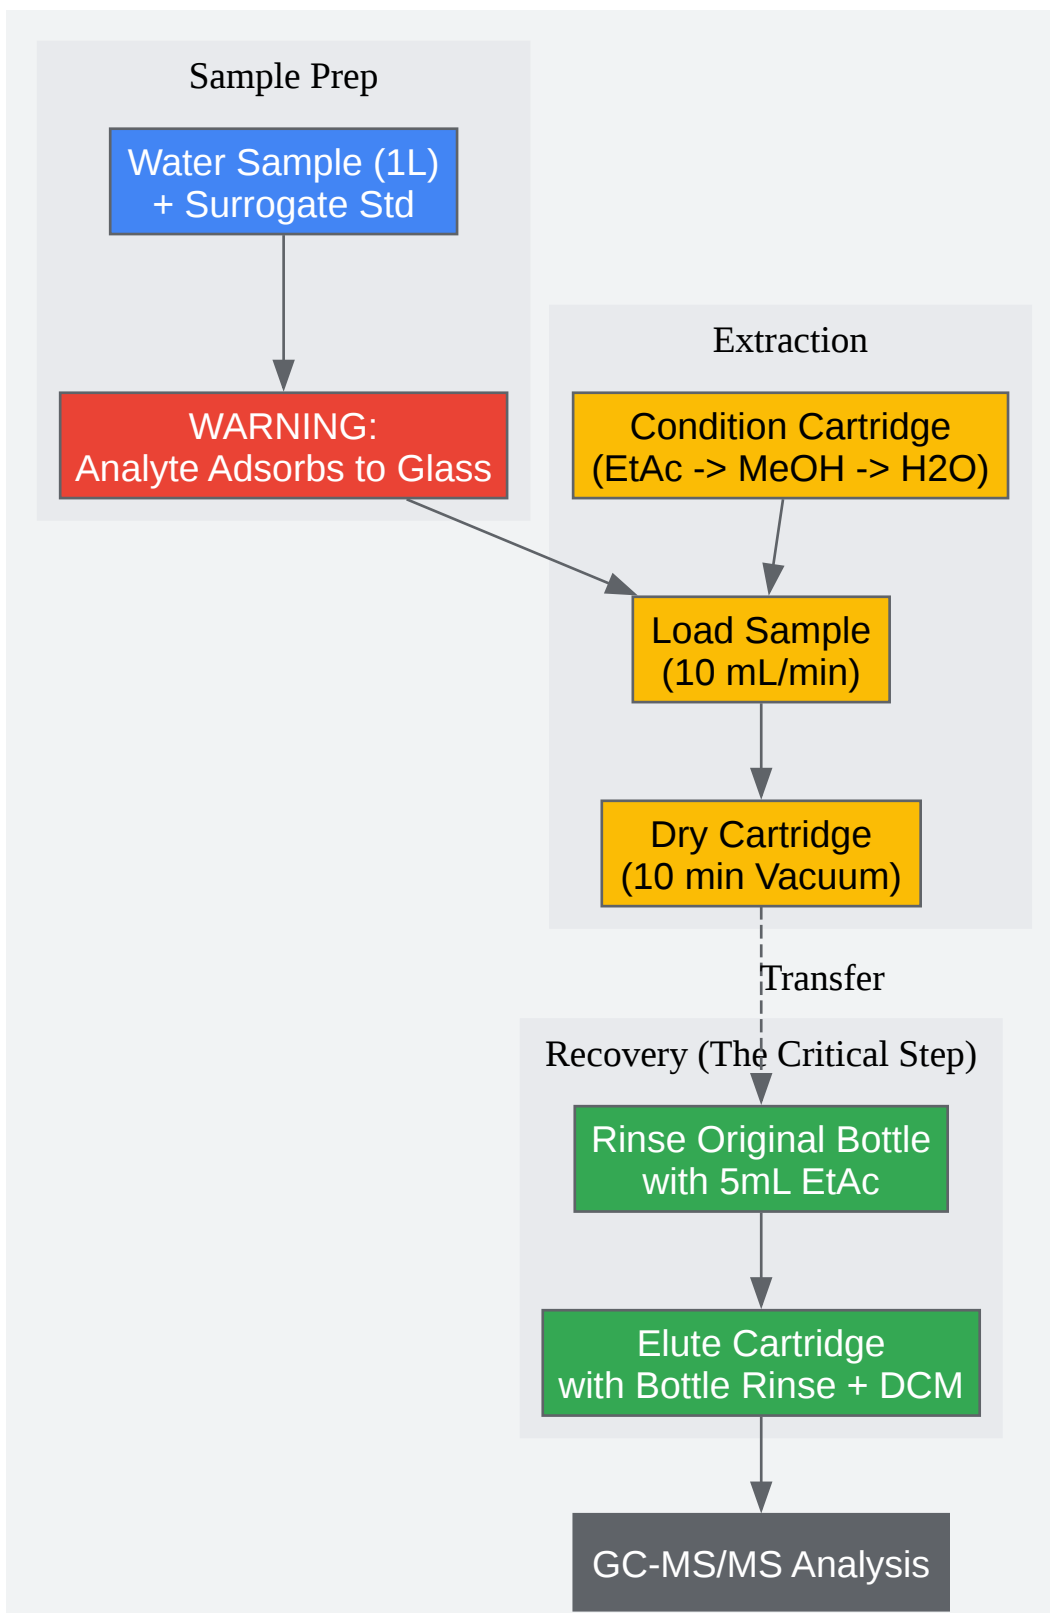 Sample Prep
Water Sample (1L)
+ Surrogate Std
WARNING:
Analyte Adsorbs to Glass
Extraction
Condition Cartridge
(EtAc -> MeOH -> H2O)
Load Sample
(10 mL/min)
Dry Cartridge
(10 min Vacuum)
Transfer
Recovery (The Critical Step)
Rinse Original Bottle
with 5mL EtAc
Elute Cartridge
with Bottle Rinse + DCM
GC-MS/MS Analysis